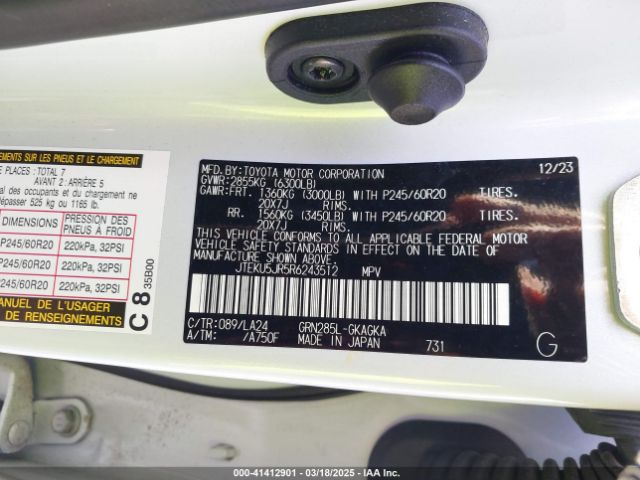 EMENTS SUR LES PNEUS ET LE CHARGEMENT
E PLACES : TOTAL 7
AVANT 2 : ARRIÈRE 5
al des occupants et du chargement ne
dépasser 525 kg ou 1165 lb.
DIMENSIONS PRESSION DES PNEUS À FROID
P245/60R20 220kPa, 32PSI
P245/60R20 220kPa, 32PSI
245/60R20 220kPa, 32PSI
MANUEL DE L'USAGER
DE RENSEIGNEMENTS
C 8 35B00
MFD. BY: TOYOTA MOTOR CORPORATION 12/23
GVWR: 2855KG (6300LB)
GAWR: FRT. 1360KG (3000LB) WITH P245/60R20 TIRES.
20X7J RIMS.
RR. 1560KG (3450LB) WITH P245/60R20 TIRES.
20X7J RIMS.
THIS VEHICLE CONFORMS TO ALL APPLICABLE FEDERAL MOTOR
VEHICLE SAFETY STANDARDS IN EFFECT ON THE DATE OF
MANUFACTURE SHOWN ABOVE.
JTEKU5JR5R6243512 MPV
C/TR: 089/LA24 GRN285L-GKAGKA
A/TM: /A750F MADE IN JAPAN 731 G
000-41412901 - 03/18/2025 - IAA Inc.